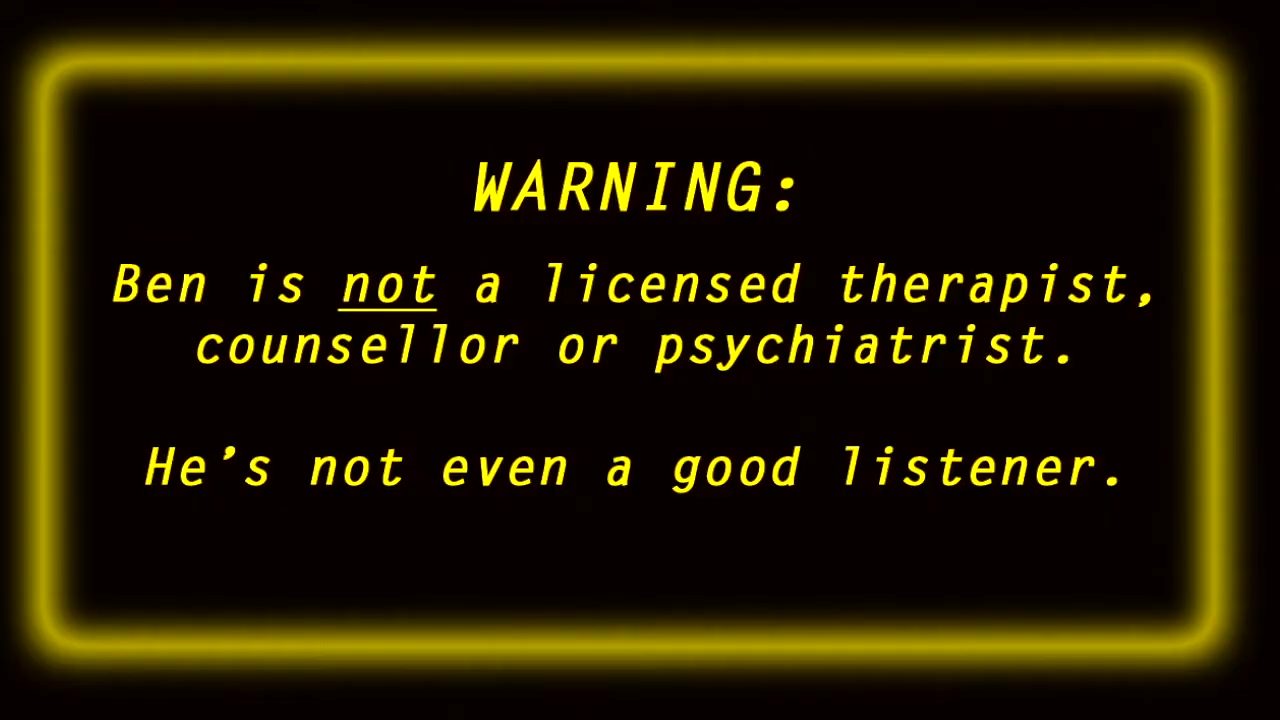 WARNING:
Ben is not a licensed therapist,
counsellor or psychiatrist.
He’s not even a good listener.